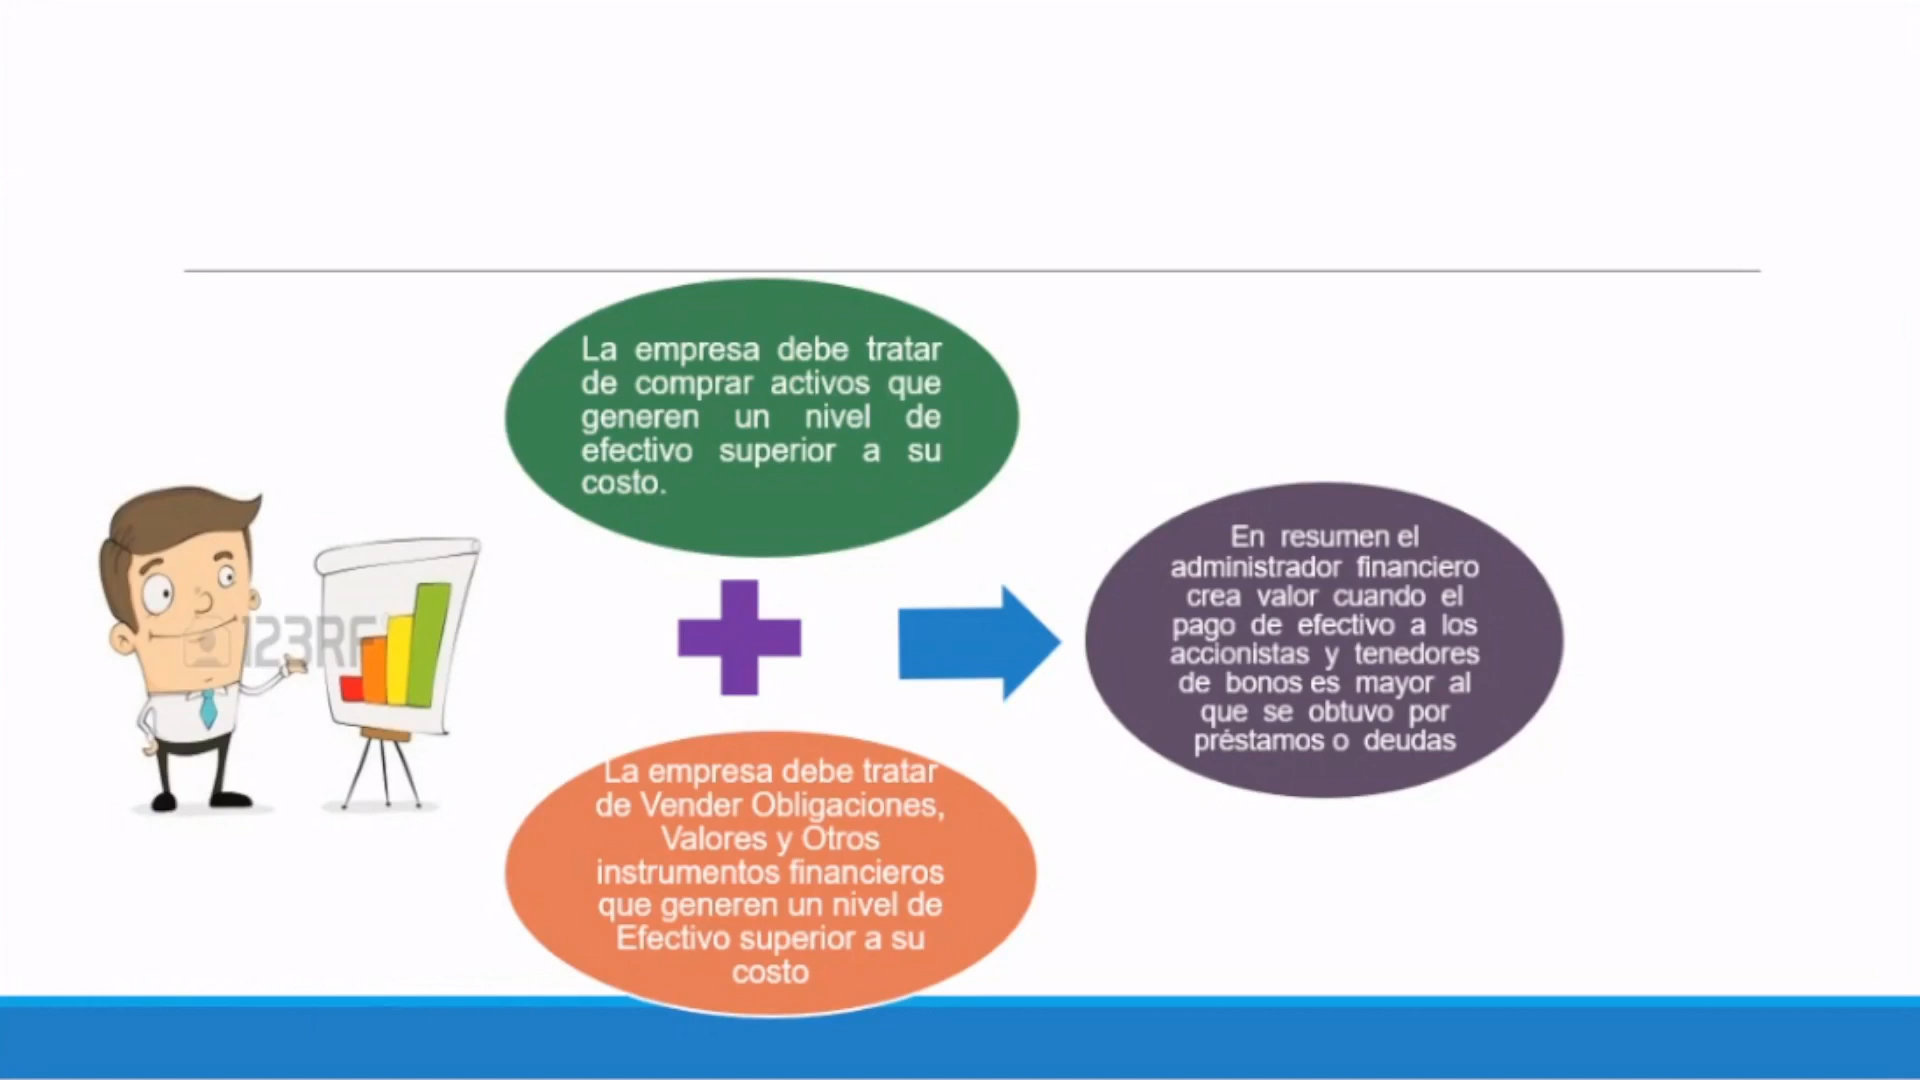 La empresa debe tratar
de comprar activos que
generen un nivel de
efectivo superior a su
costo.
123RF
En resumen el
administrador financiero
crea valor cuando el
pago de efectivo a los
accionistas y tenedores
de bonos es mayor al
que se obtuvo por
préstamos o deudas
La empresa debe tratar
de Vender Obligaciones,
Valores y Otros
instrumentos financieros
que generen un nivel de
Efectivo superior a su
costo